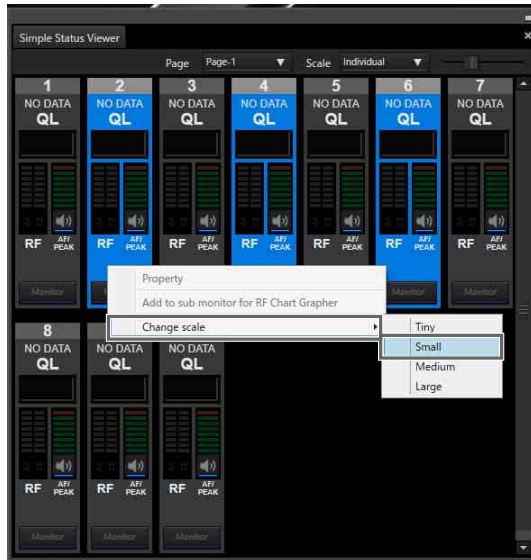 Simple Status Viewer
Page Page-1 Scale Individual
1 2 3 4 5 6 7
NO DATA NO DATA NO DATA NO DATA NO DATA NO DATA NO DATA
QL QL QL QL QL QL QL
RF AF/PEAK RF AF/PEAK RF AF/PEAK RF AF/PEAK RF AF/PEAK RF AF/PEAK RF AF/PEAK
Monitor Monitor Monitor
Property
Add to sub monitor for RF Chart Grapher
Change scale
Tiny
Small
Medium
Large
8
NO DATA NO DATA NO DATA
QL QL QL
RF AF/PEAK RF AF/PEAK RF AF/PEAK
Monitor Monitor Monitor